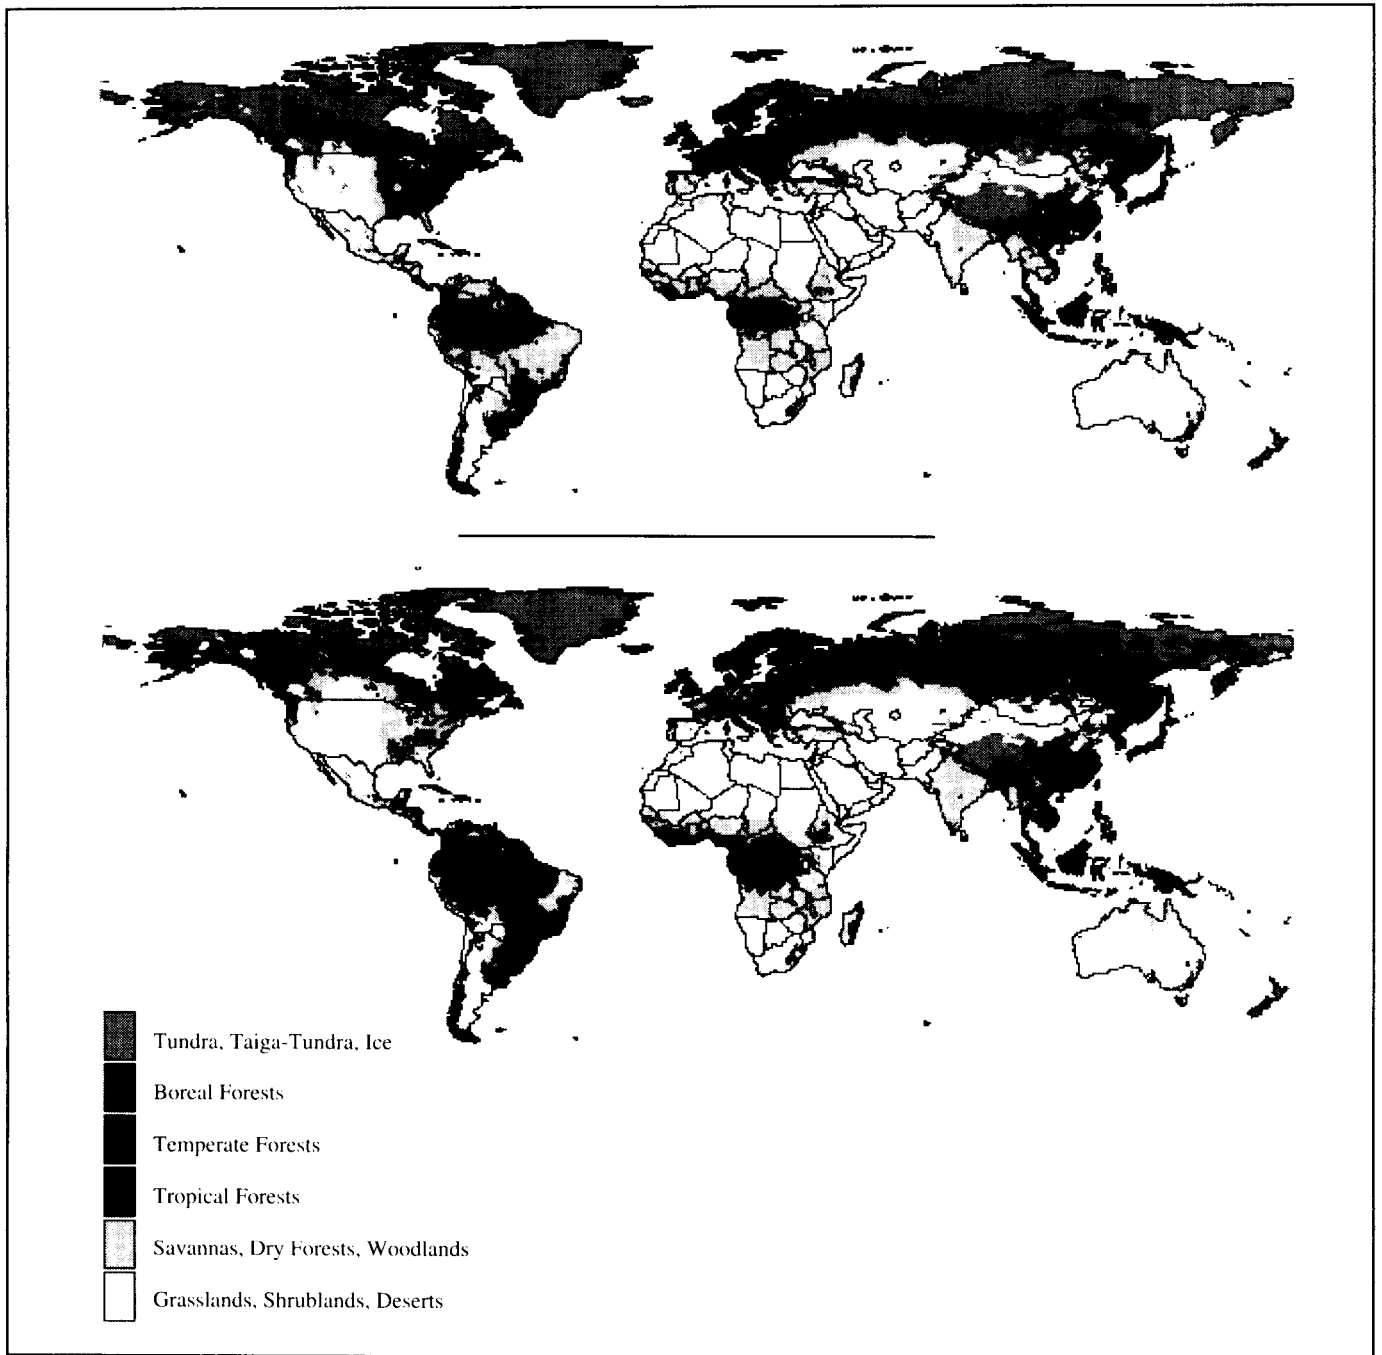 Tundra, Taiga-Tundra, Ice
Boreal Forests
Temperate Forests
Tropical Forests
Savannas, Dry Forests, Woodlands
Grasslands, Shrublands, Deserts